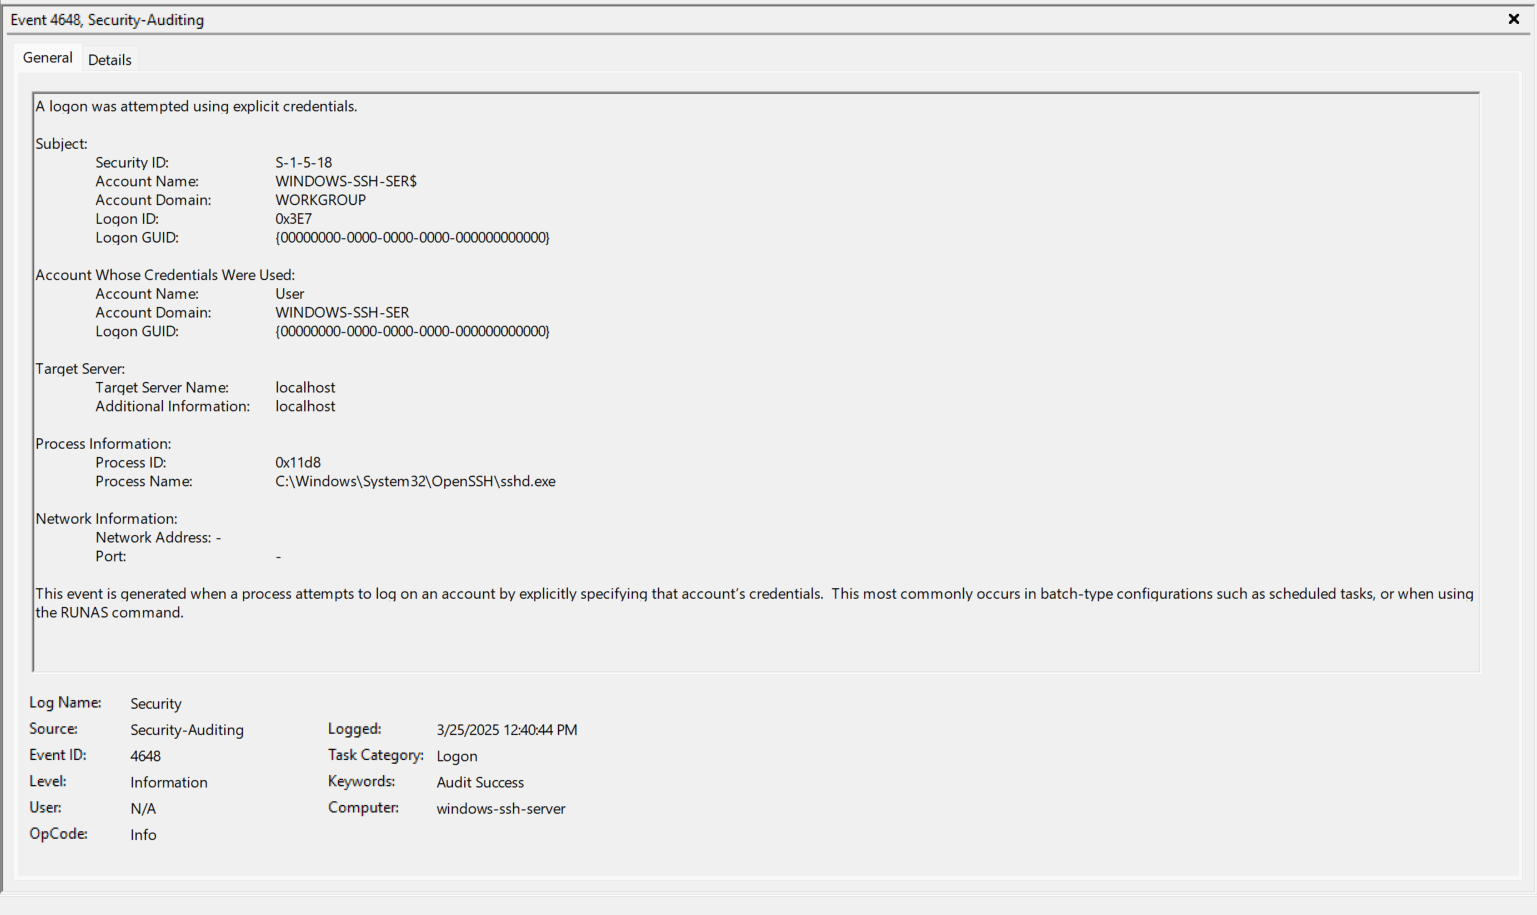 Event 4648, Security-Auditing
General
Details
A logon was attempted using explicit credentials.
Subject:
Security ID: S-1-5-18
Account Name: WINDOWS-SSH-SER$
Account Domain: WORKGROUP
Logon ID: 0x3E7
Logon GUID: {00000000-0000-0000-0000-000000000000}
Account Whose Credentials Were Used:
Account Name: User
Account Domain: WINDOWS-SSH-SER
Logon GUID: {00000000-0000-0000-0000-000000000000}
Target Server:
Target Server Name: localhost
Additional Information: localhost
Process Information:
Process ID: 0x11d8
Process Name: C:\Windows\System32\OpenSSH\sshd.exe
Network Information:
Network Address: -
Port: -
This event is generated when a process attempts to log on an account by explicitly specifying that account's credentials.  This most commonly occurs in batch-type configurations such as scheduled tasks, or when using
the RUNAS command.
Log Name: Security
Source: Security-Auditing Logged: 3/25/2025 12:40:44 PM
Event ID: 4648 Task Category: Logon
Level: Information Keywords: Audit Success
User: N/A Computer: windows-ssh-server
OpCode: Info